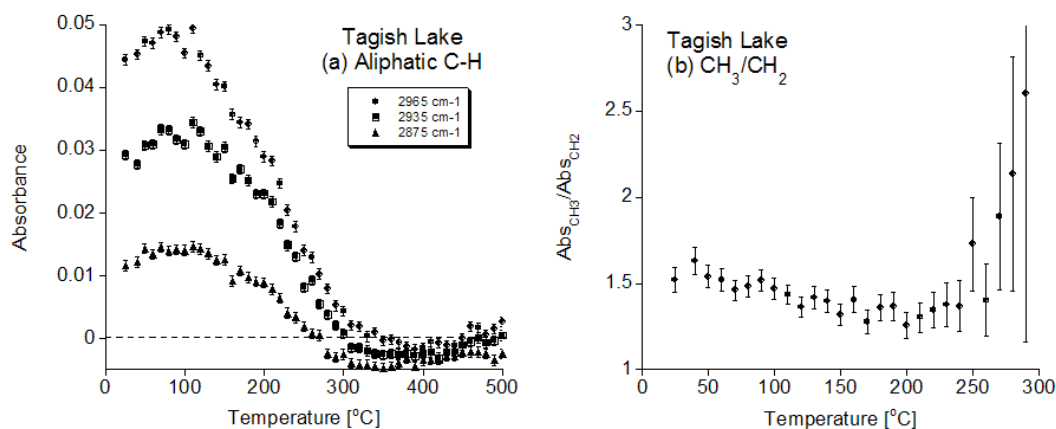 Tagish Lake
(a) Aliphatic C-H
2965 cm-1
2935 cm-1
2875 cm-1
Absorbance
0.05
0.04
0.03
0.02
0.01
0
0 100 200 300 400 500
Temperature [°C]
Tagish Lake
(b) CH3/CH2
AbsCH3/AbsCH2
3
2.5
2
1.5
1
0 50 100 150 200 250 300
Temperature [°C]